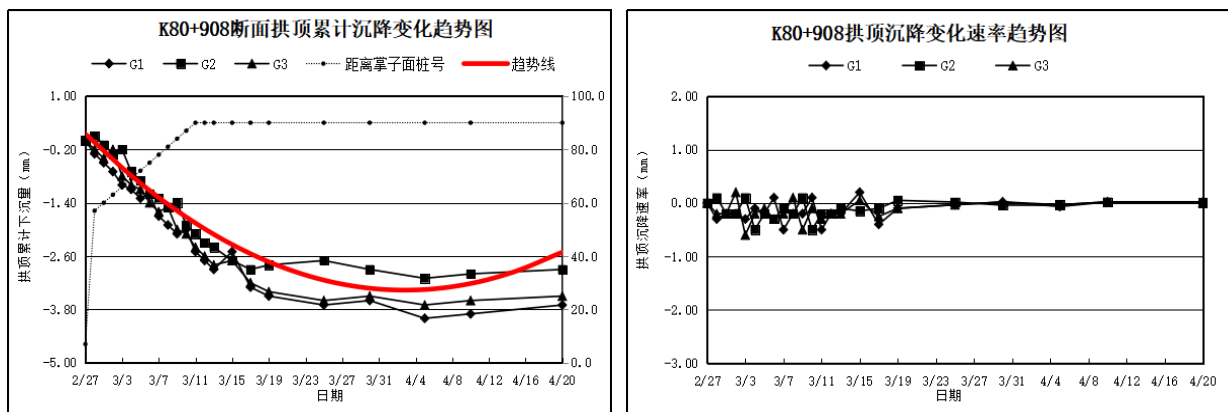 K80+908断面拱顶累计沉降变化趋势图
G1 G2 G3 距离掌子面桩号 趋势线
1.00
-0.20
-1.40
-2.60
-3.80
-5.00
拱顶累计下沉量（mm）
100.0
80.0
60.0
40.0
20.0
0.0
2/27 3/3 3/7 3/11 3/15 3/19 3/23 3/27 3/31 4/4 4/8 4/12 4/16 4/20
日期
K80+908拱顶沉降变化速率趋势图
G1 G2 G3
2.00
1.00
0.00
-1.00
-2.00
-3.00
拱顶沉降速率（mm）
2/27 3/3 3/7 3/11 3/15 3/19 3/23 3/27 3/31 4/4 4/8 4/12 4/16 4/20
日期